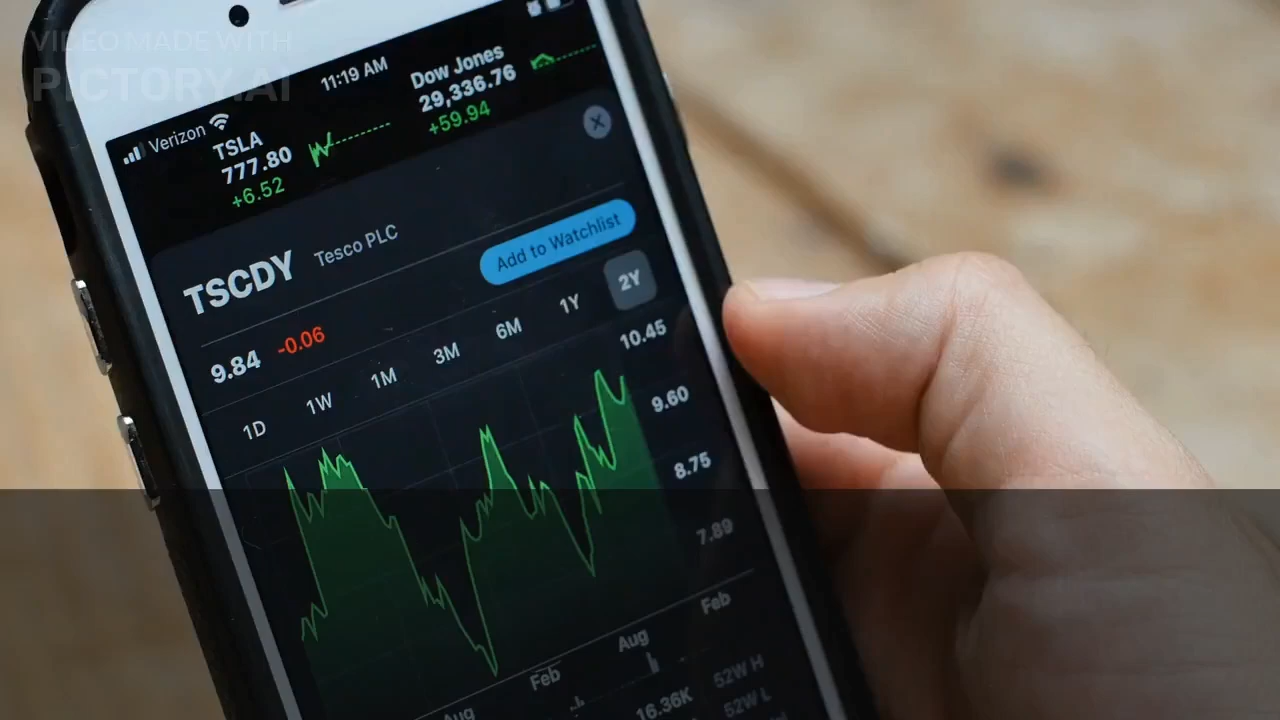 VIDEO MADE WITH
PICTORY.AI
Verizon
11:19 AM
TSLA
777.80
+6.52
Dow Jones
29,336.76
+59.94
TSCDY Tesco PLC
Add to Watchlist
9.84 -0.06
1D 1W 1M 3M 6M 1Y 2Y
10.45
9.60
8.75
7.89
Aug Feb Aug Feb
16.36K
52W H
52W L